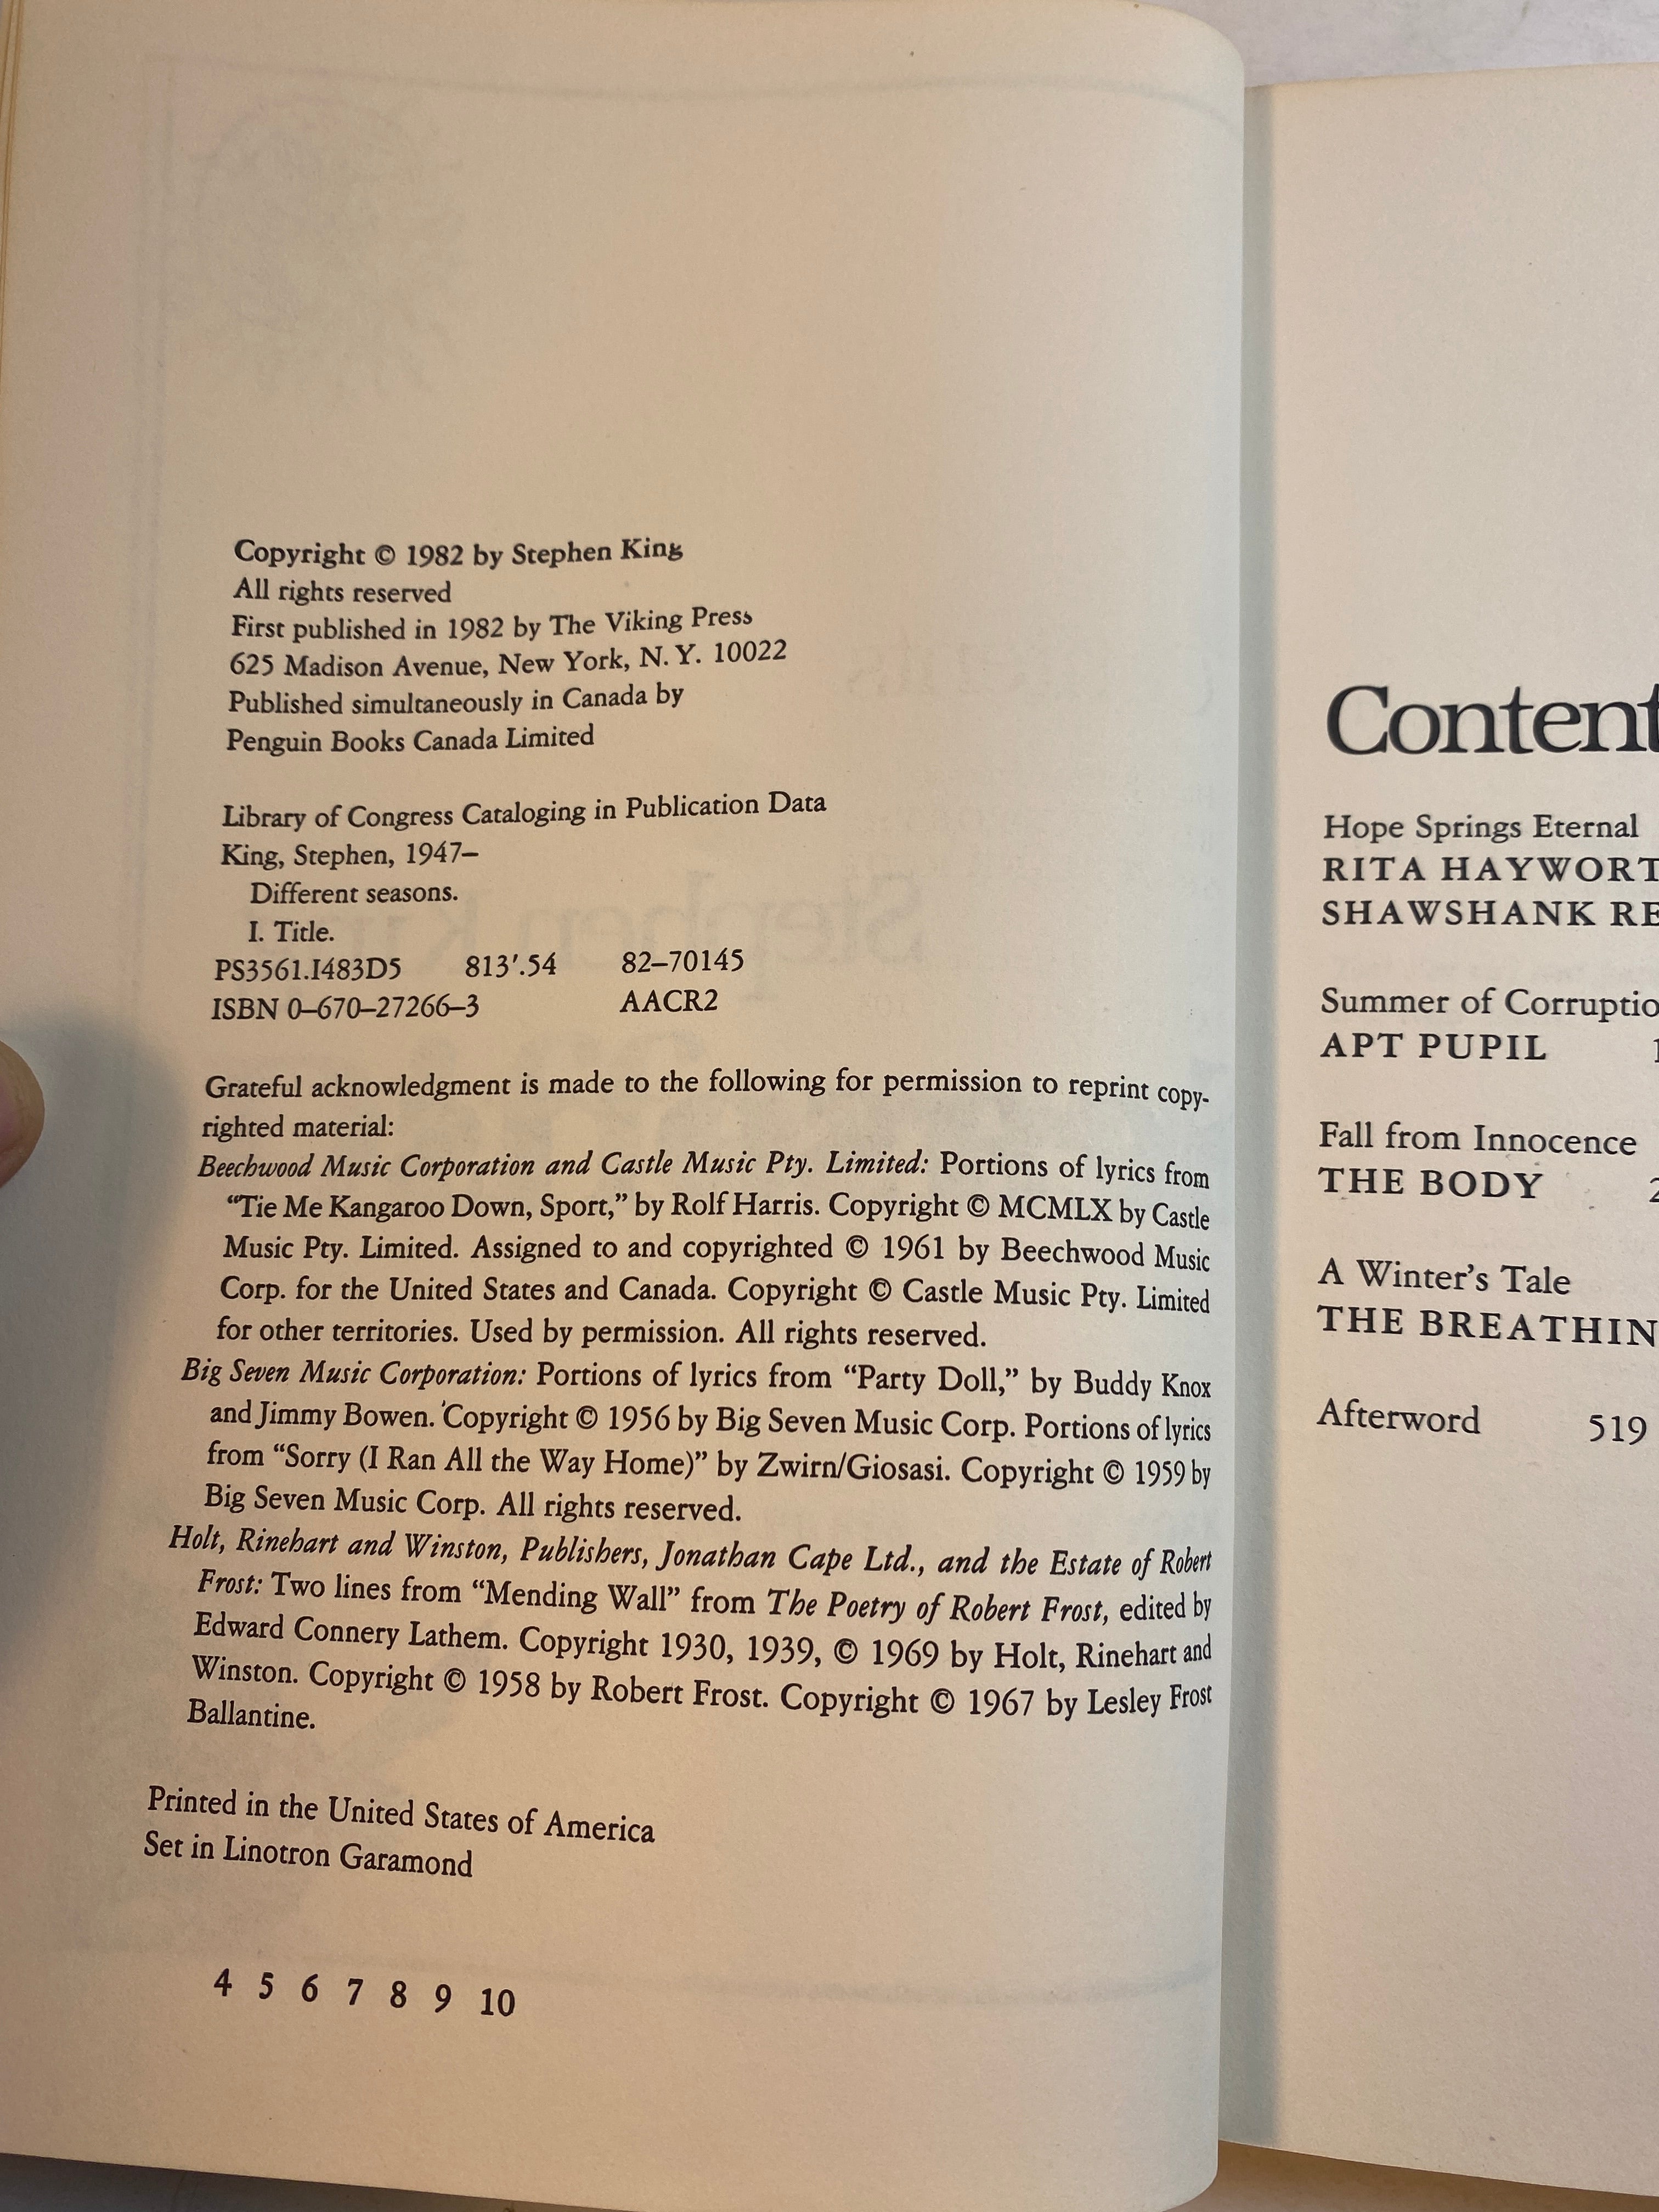 Copyright © 1982 by Stephen King
All rights reserved
First published in 1982 by The Viking Press
625 Madison Avenue, New York, N.Y. 10022
Published simultaneously in Canada by
Penguin Books Canada Limited
Library of Congress Cataloging in Publication Data
King, Stephen, 1947–
Different seasons.
I. Title.
PS3561.I483D5 813′.54 82–70145
ISBN 0–670–27266–3 AACR2
Grateful acknowledgment is made to the following for permission to reprint copy-
righted material:
Beechwood Music Corporation and Castle Music Pty. Limited: Portions of lyrics from
“Tie Me Kangaroo Down, Sport,” by Rolf Harris. Copyright © MCMLX by Castle
Music Pty. Limited. Assigned to and copyrighted © 1961 by Beechwood Music
Corp. for the United States and Canada. Copyright © Castle Music Pty. Limited
for other territories. Used by permission. All rights reserved.
Big Seven Music Corporation: Portions of lyrics from “Party Doll,” by Buddy Knox
and Jimmy Bowen. Copyright © 1956 by Big Seven Music Corp. Portions of lyrics
from “Sorry (I Ran All the Way Home)” by Zwirn/Giosasi. Copyright © 1959 by
Big Seven Music Corp. All rights reserved.
Holt, Rinehart and Winston, Publishers, Jonathan Cape Ltd., and the Estate of Robert
Frost: Two lines from “Mending Wall” from The Poetry of Robert Frost, edited by
Edward Connery Lathem. Copyright 1930, 1939, © 1969 by Holt, Rinehart and
Winston. Copyright © 1958 by Robert Frost. Copyright © 1967 by Lesley Frost
Ballantine.
Printed in the United States of America
Set in Linotron Garamond
4 5 6 7 8 9 10
Content
Hope Springs Eternal
RITA HAYWORT
SHAWSHANK RE
Summer of Corruptio
APT PUPIL 1
Fall from Innocence
THE BODY 2
A Winter’s Tale
THE BREATHIN
Afterword 519